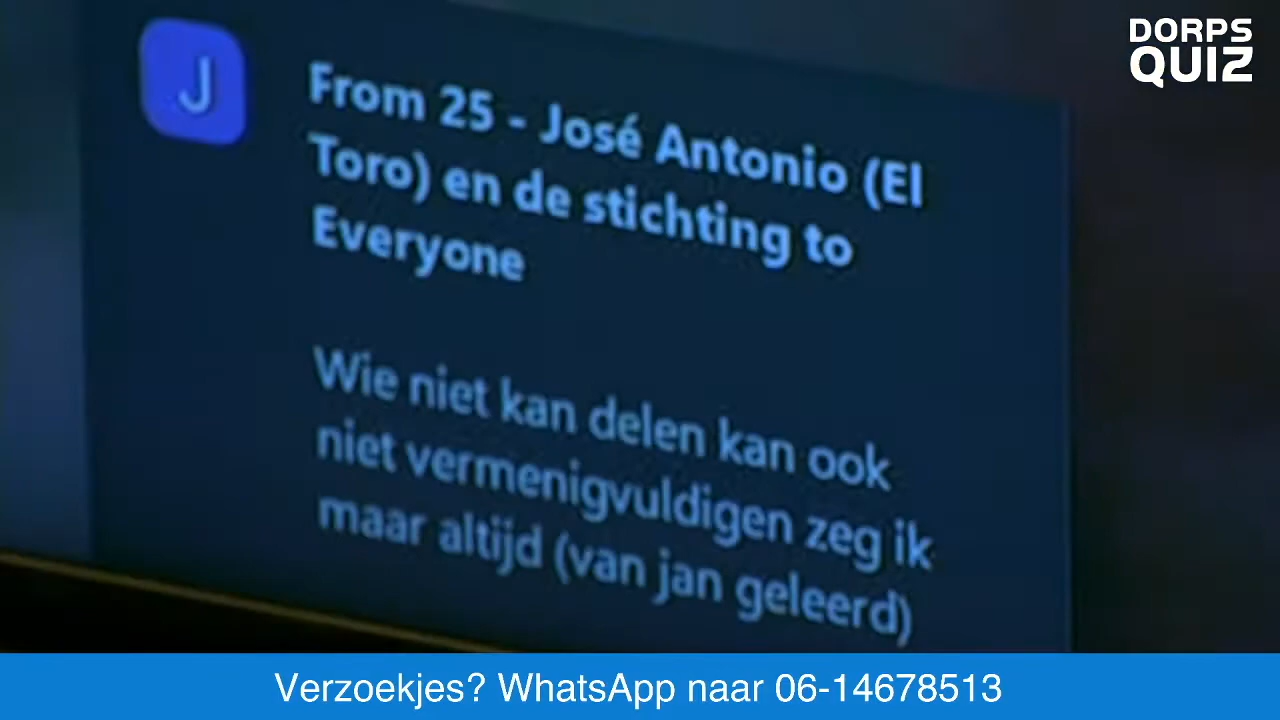 DORPS
QUIZ
J
From 25 - José Antonio (El
Toro) en de stichting to
Everyone
Wie niet kan delen kan ook
niet vermenigvuldigen zeg ik
maar altijd (van jan geleerd)
Verzoekjes? WhatsApp naar 06-14678513